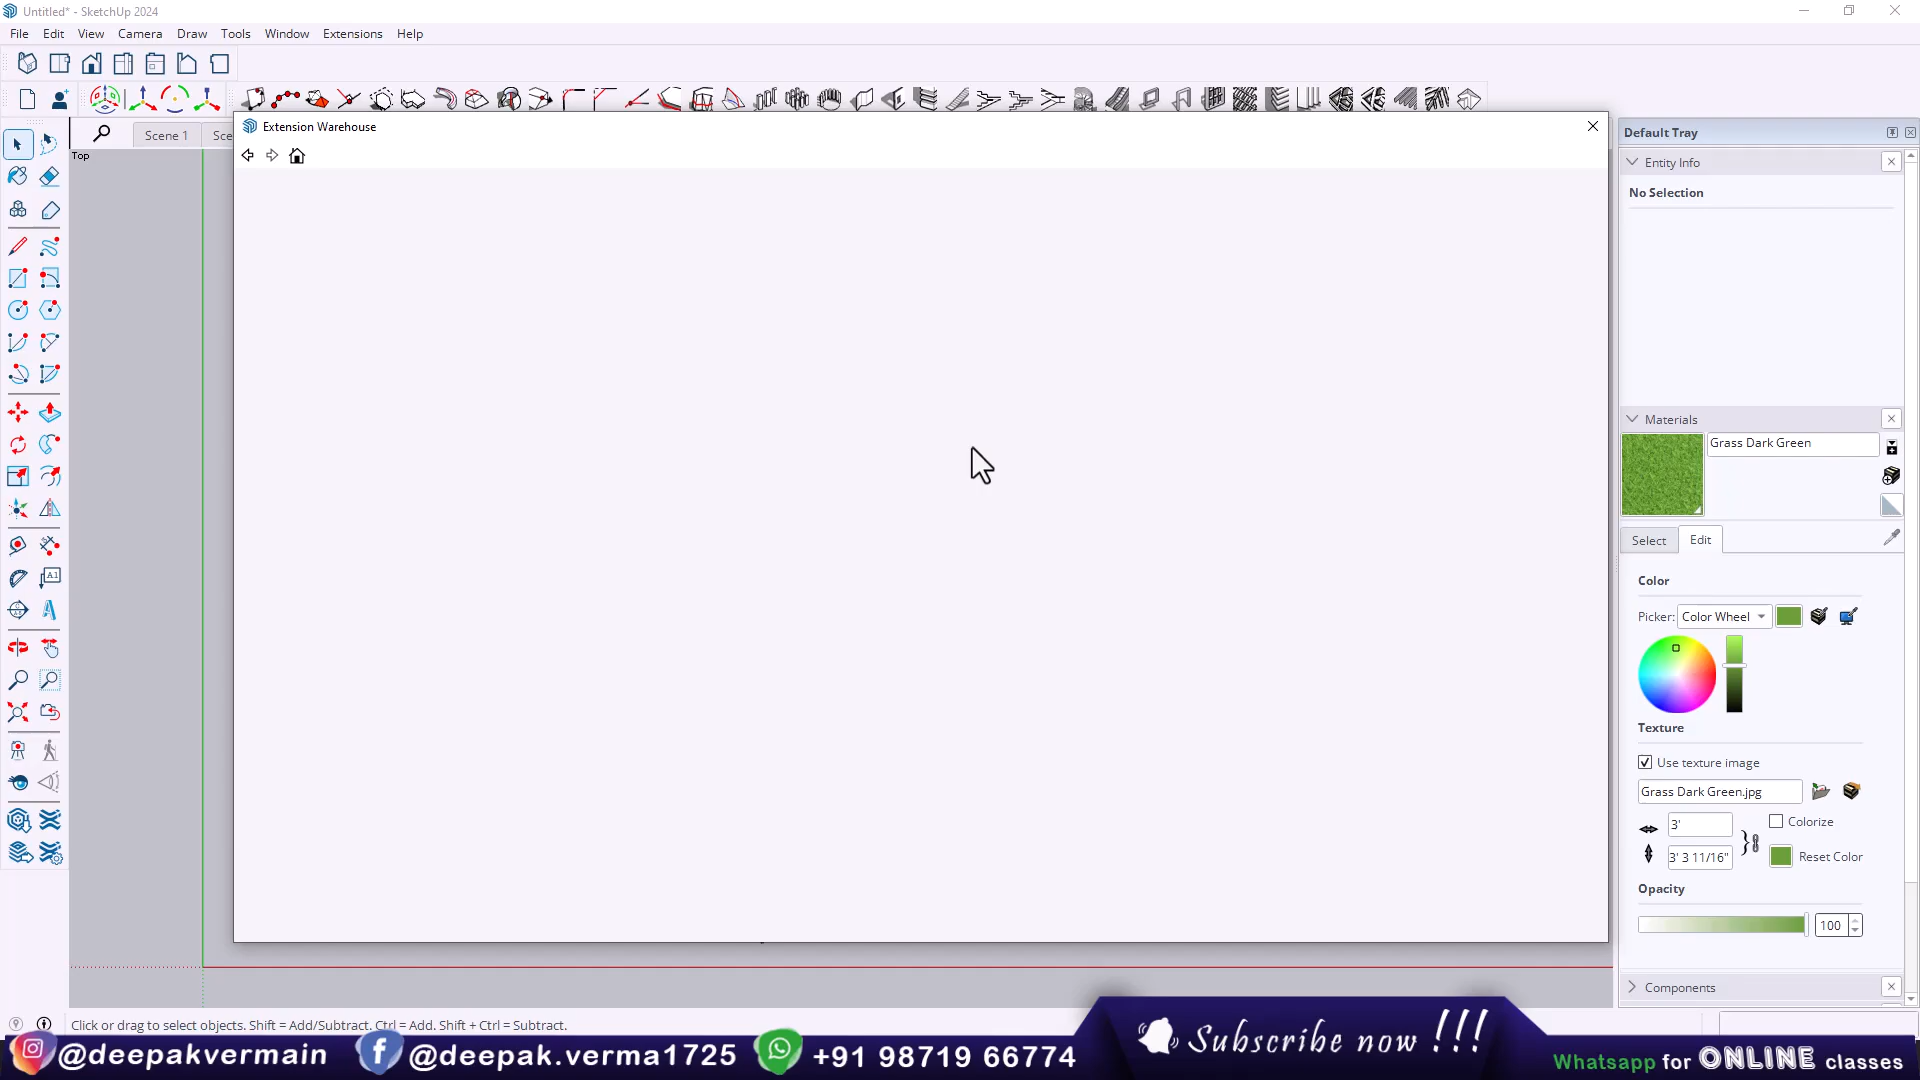 Untitled* - SketchUp 2024
File Edit View Camera Draw Tools Window Extensions Help
Extension Warehouse
Scene 1 Sce
Top
Default Tray
Entity Info
No Selection
Materials
Grass Dark Green
Select Edit
Color
Picker: Color Wheel
Texture
Use texture image
Grass Dark Green.jpg
3' Colorize
3' 3 11/16" Reset Color
Opacity
100
Components
Click or drag to select objects. Shift = Add/Subtract. Ctrl = Add. Shift + Ctrl = Subtract.
@deepakvermain @deepak.verma1725 +91 98719 66774 Subscribe now !!! Whatsapp for ONLINE classes